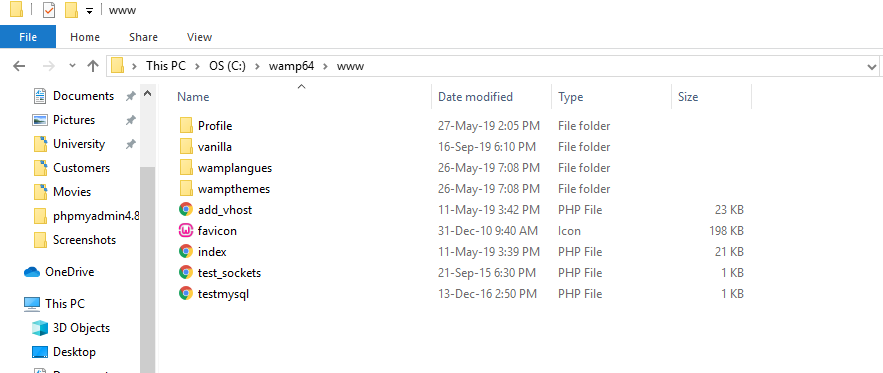 www
File Home Share View
This PC OS (C:) wamp64 www
Documents
Pictures
University
Customers
Movies
phpmyadmin4.8
Screenshots
OneDrive
This PC
3D Objects
Desktop
Name Date modified Type Size
Profile 27-May-19 2:05 PM File folder
vanilla 16-Sep-19 6:10 PM File folder
wamplangues 26-May-19 7:08 PM File folder
wampthemes 26-May-19 7:08 PM File folder
add_vhost 11-May-19 3:42 PM PHP File 23 KB
favicon 31-Dec-10 9:40 AM Icon 198 KB
index 11-May-19 3:39 PM PHP File 21 KB
test_sockets 21-Sep-15 6:30 PM PHP File 1 KB
testmysql 13-Dec-16 2:50 PM PHP File 1 KB